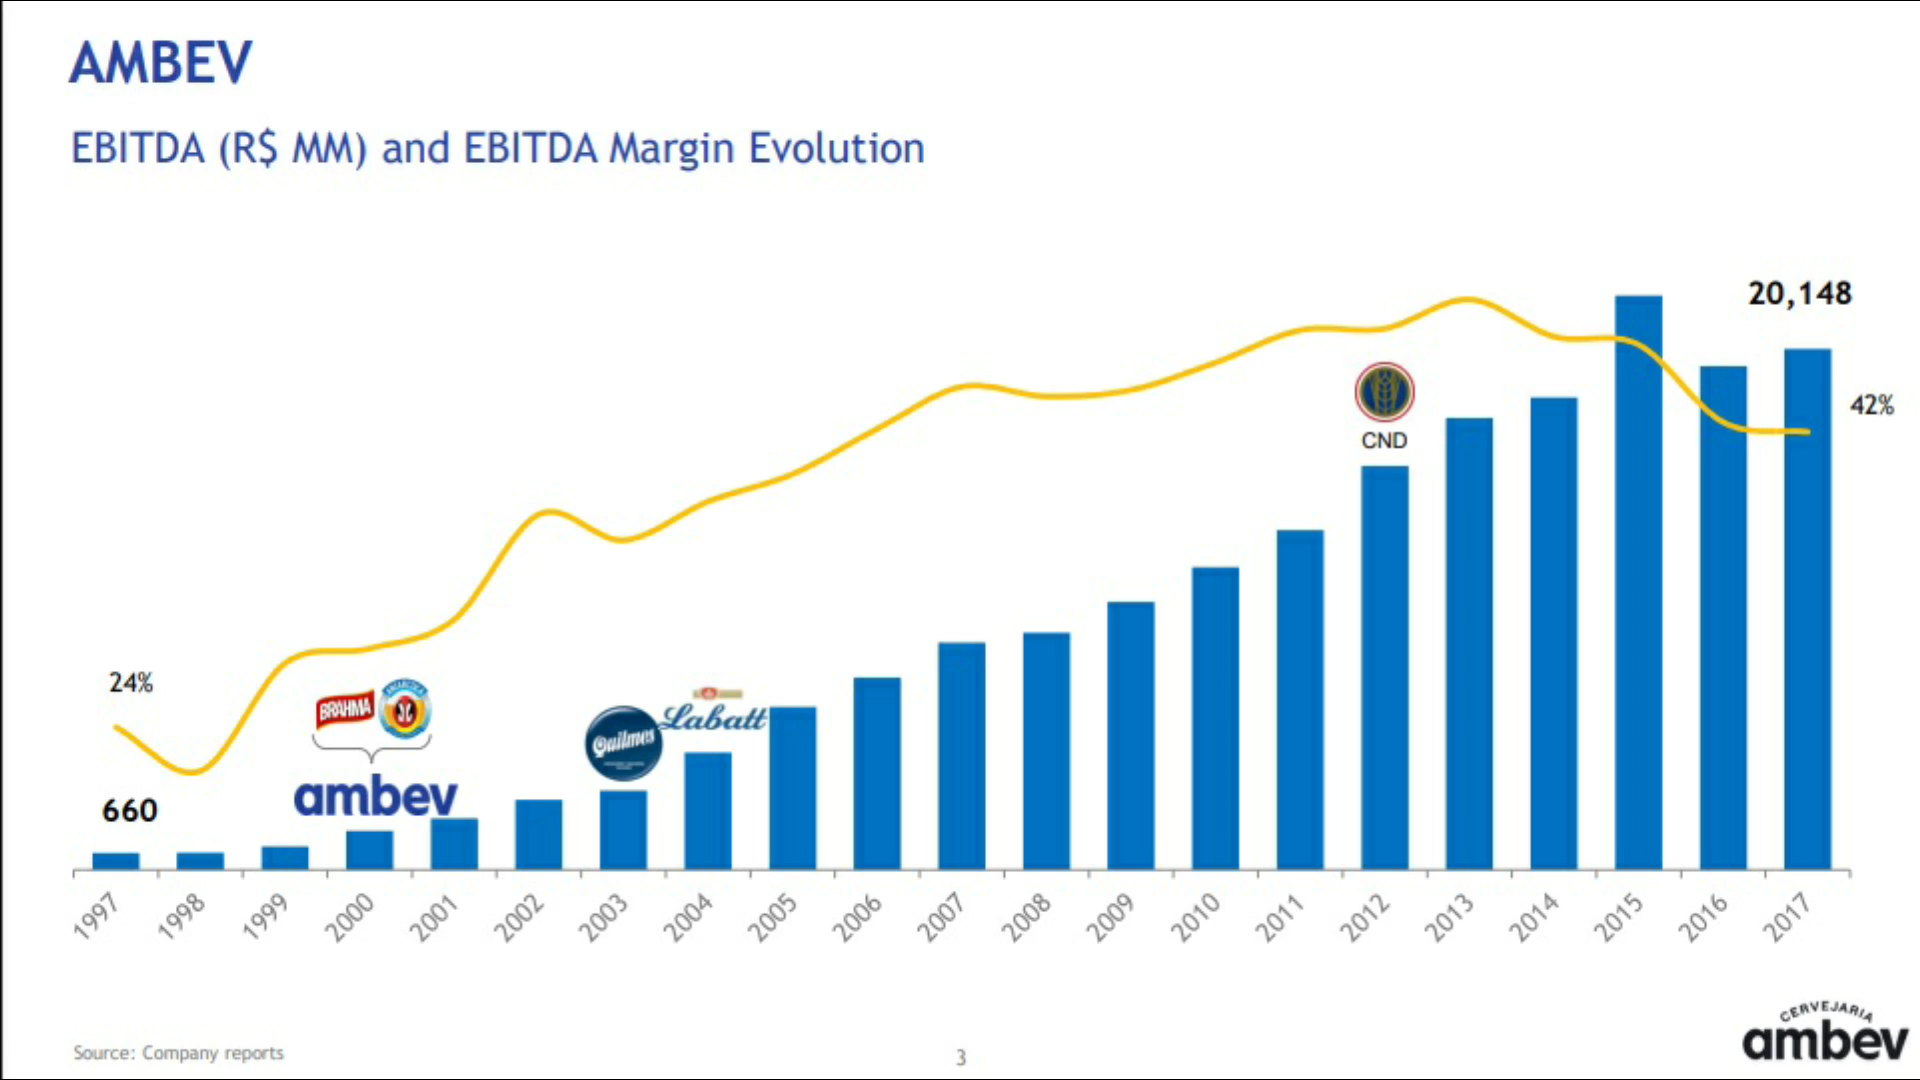 AMBEV
EBITDA (R$ MM) and EBITDA Margin Evolution
20,148
42%
CND
24%
BRAHMA
ambev
Quilmes
Labatt
660
1997 1998 1999 2000 2001 2002 2003 2004 2005 2006 2007 2008 2009 2010 2011 2012 2013 2014 2015 2016 2017
CERVEJARIA
ambev
Source: Company reports
3